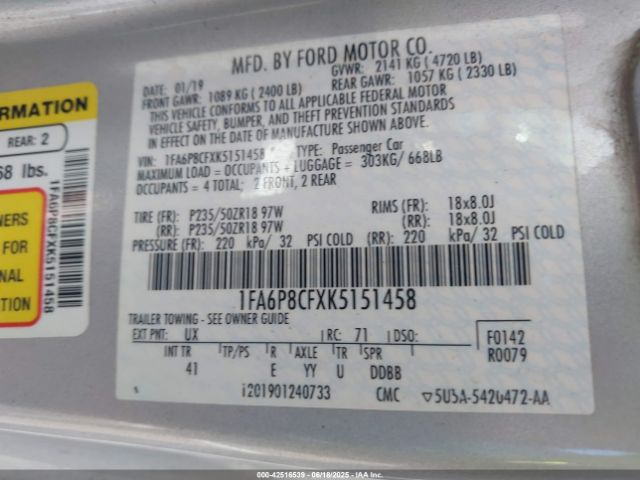 MFD. BY FORD MOTOR CO.
DATE: 01/19
GVWR: 2141 KG (4720 LB)
FRONT GAWR: 1089 KG (2400 LB)
REAR GAWR: 1057 KG (2330 LB)
THIS VEHICLE CONFORMS TO ALL APPLICABLE FEDERAL MOTOR
VEHICLE SAFETY, BUMPER, AND THEFT PREVENTION STANDARDS
IN EFFECT ON THE DATE OF MANUFACTURE SHOWN ABOVE.
VIN: 1FA6P8CFXK5151458
TYPE: Passenger Car
MAXIMUM LOAD = OCCUPANTS + LUGGAGE = 303KG/ 668LB
OCCUPANTS = 4 TOTAL: 2 FRONT, 2 REAR
TIRE (FR): P235/50ZR18 97W RIMS (FR): 18x8.0J
(RR): P235/50ZR18 97W (RR): 18x8.0J
PRESSURE (FR): 220 kPa/ 32 PSI COLD (RR): 220 kPa/ 32 PSI COLD
1FA6P8CFXK5151458
TRAILER TOWING - SEE OWNER GUIDE
EXT PNT: UX RC: 71 DSO:
F0142
R0079
INT TR TP/PS R AXLE TR SPR
41 E YY U DDBB
i201901240733 CMC ▽5U5A-5420472-AA
ORMATION
REAR: 2
68 lbs.
NERS
FOR
NAL
TION
1FA6P8CFXK5151458
000-42516539 - 06/18/2025 - IAA